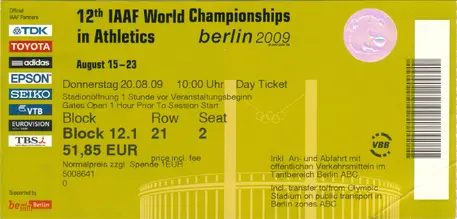 Official
IAAF Partners
TDK
TOYOTA
adidas
EPSON
SEIKO
VTB
EUROVISION
TBS
Supported by
Berlin
12th IAAF World Championships
in Athletics
berlin 2009
August 15–23
Donnerstag 20.08.09 10:00 Uhr Day Ticket
Stadionöffnung 1 Stunde vor Veranstaltungsbeginn
Gates Open 1 Hour Prior To Session Start
Block Row Seat
Block 12.1 21 2
51,85 EUR price incl. fee
Normalpreis zzgl. Spende 1EUR
5008641
0
VBB
Inkl. An- und Abfahrt mit
öffentlichen Verkehrsmitteln im
Tarifbereich Berlin ABC
Incl. transfer to/from Olympic
Stadium on public transport in
Berlin zones ABC